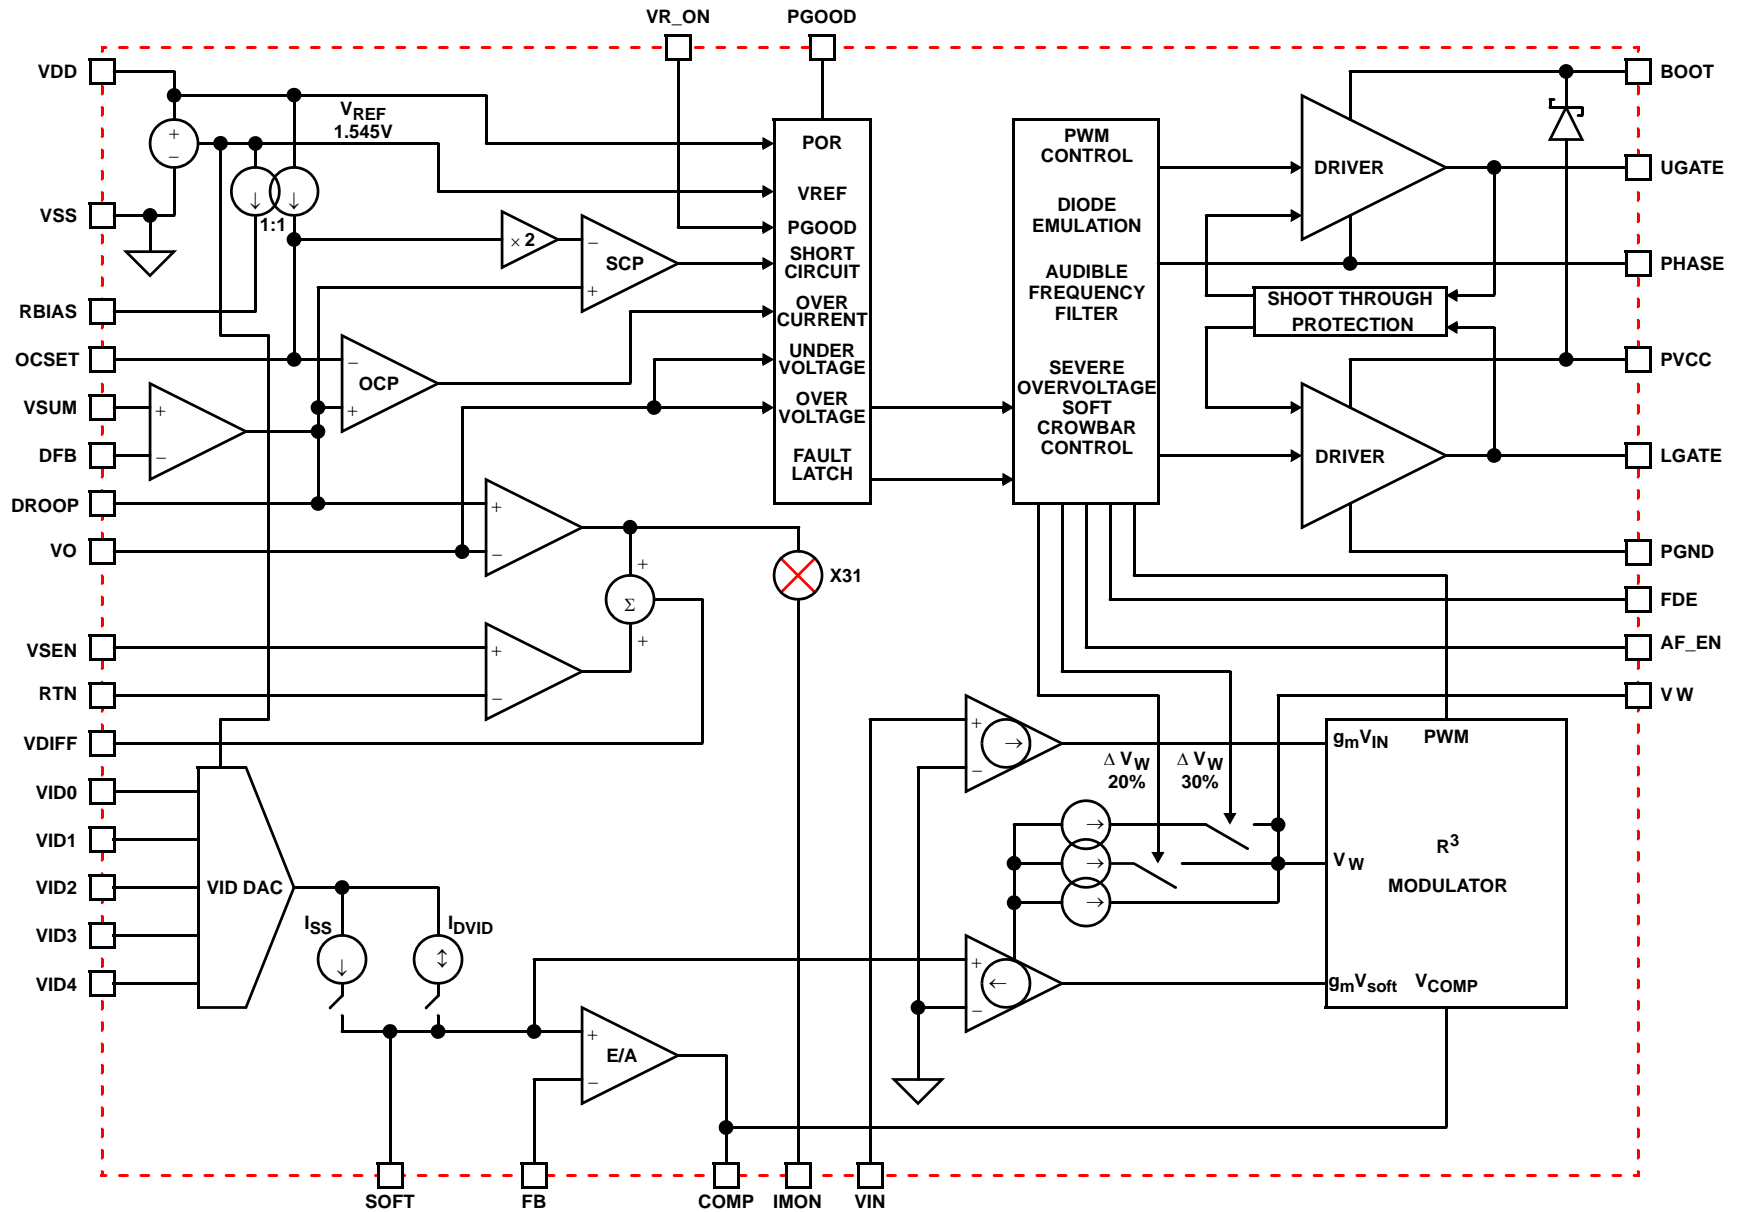 VR_ON
PGOOD
VDD
VSS
RBIAS
OCSET
VSUM
DFB
DROOP
VO
VSEN
RTN
VDIFF
VID0
VID1
VID2
VID3
VID4
+
−
VREF
1.545V
1:1
× 2
−
+
SCP
−
+
OCP
+
−
+
−
+
−
+
Σ
+
X31
POR
VREF
PGOOD
SHORT
CIRCUIT
OVER
CURRENT
UNDER
VOLTAGE
OVER
VOLTAGE
FAULT
LATCH
PWM
CONTROL
DIODE
EMULATION
AUDIBLE
FREQUENCY
FILTER
SEVERE
OVERVOLTAGE
SOFT
CROWBAR
CONTROL
DRIVER
SHOOT THROUGH
PROTECTION
DRIVER
BOOT
UGATE
PHASE
PVCC
LGATE
PGND
FDE
AF_EN
VW
VID DAC
ISS
IDVID
+
−
E/A
+
−
+
−
Δ VW
20%
Δ VW
30%
gmVIN
PWM
VW
R3
MODULATOR
gmVsoft
VCOMP
SOFT
FB
COMP
IMON
VIN